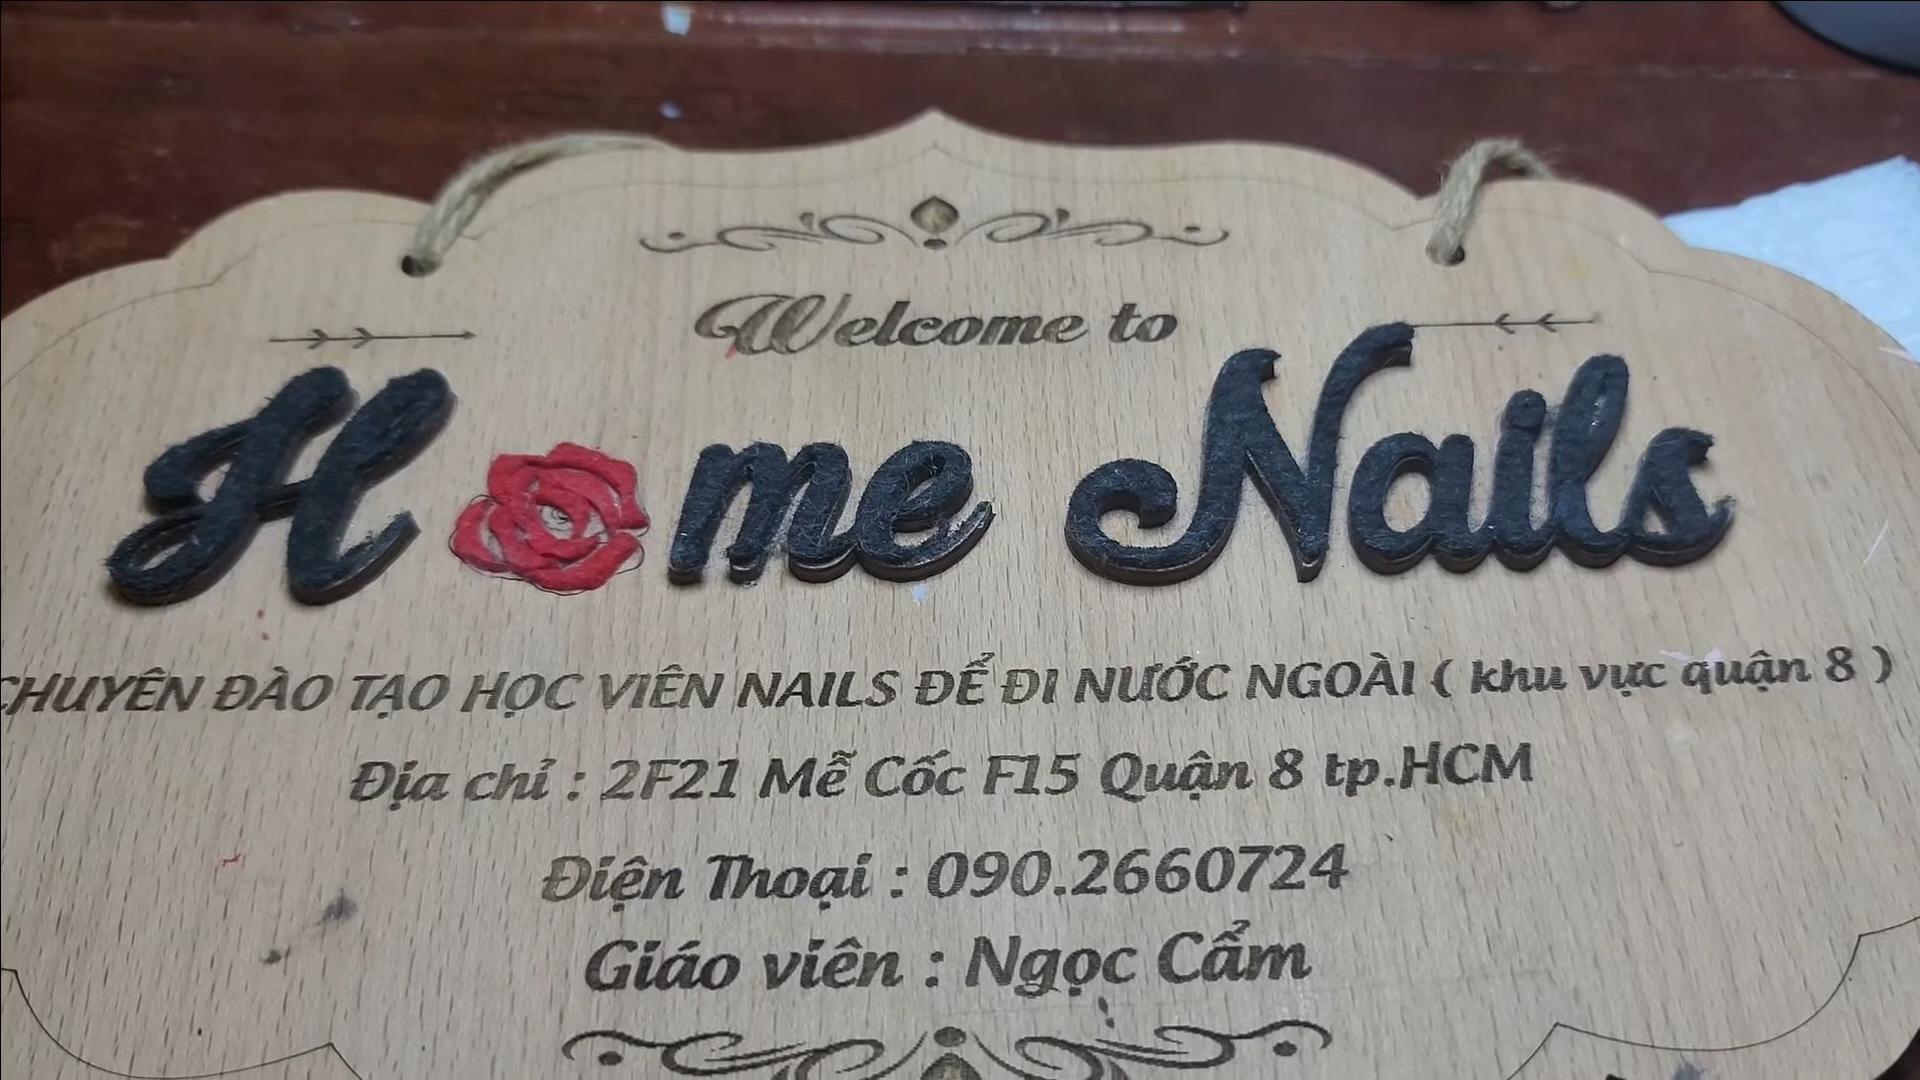 Welcome to
Home Nails
CHUYÊN ĐÀO TẠO HỌC VIÊN NAILS ĐỂ ĐI NƯỚC NGOÀI ( khu vực quận 8 )
Địa chỉ : 2F21 Mễ Cốc F15 Quận 8 tp.HCM
Điện Thoại : 090.2660724
Giáo viên : Ngọc Cẩm